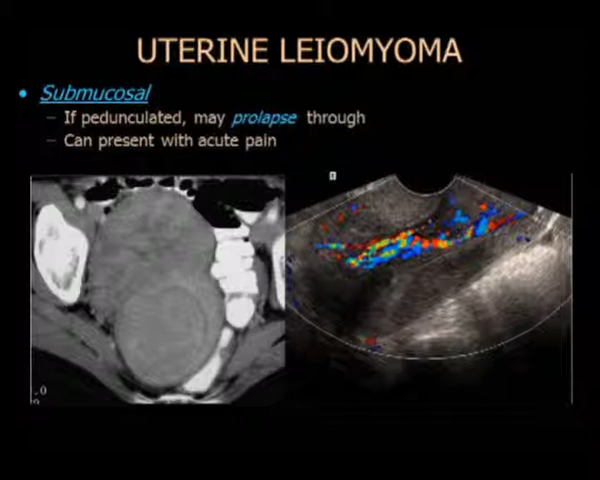 UTERINE LEIOMYOMA
• Submucosal
– If pedunculated, may prolapse through
– Can present with acute pain